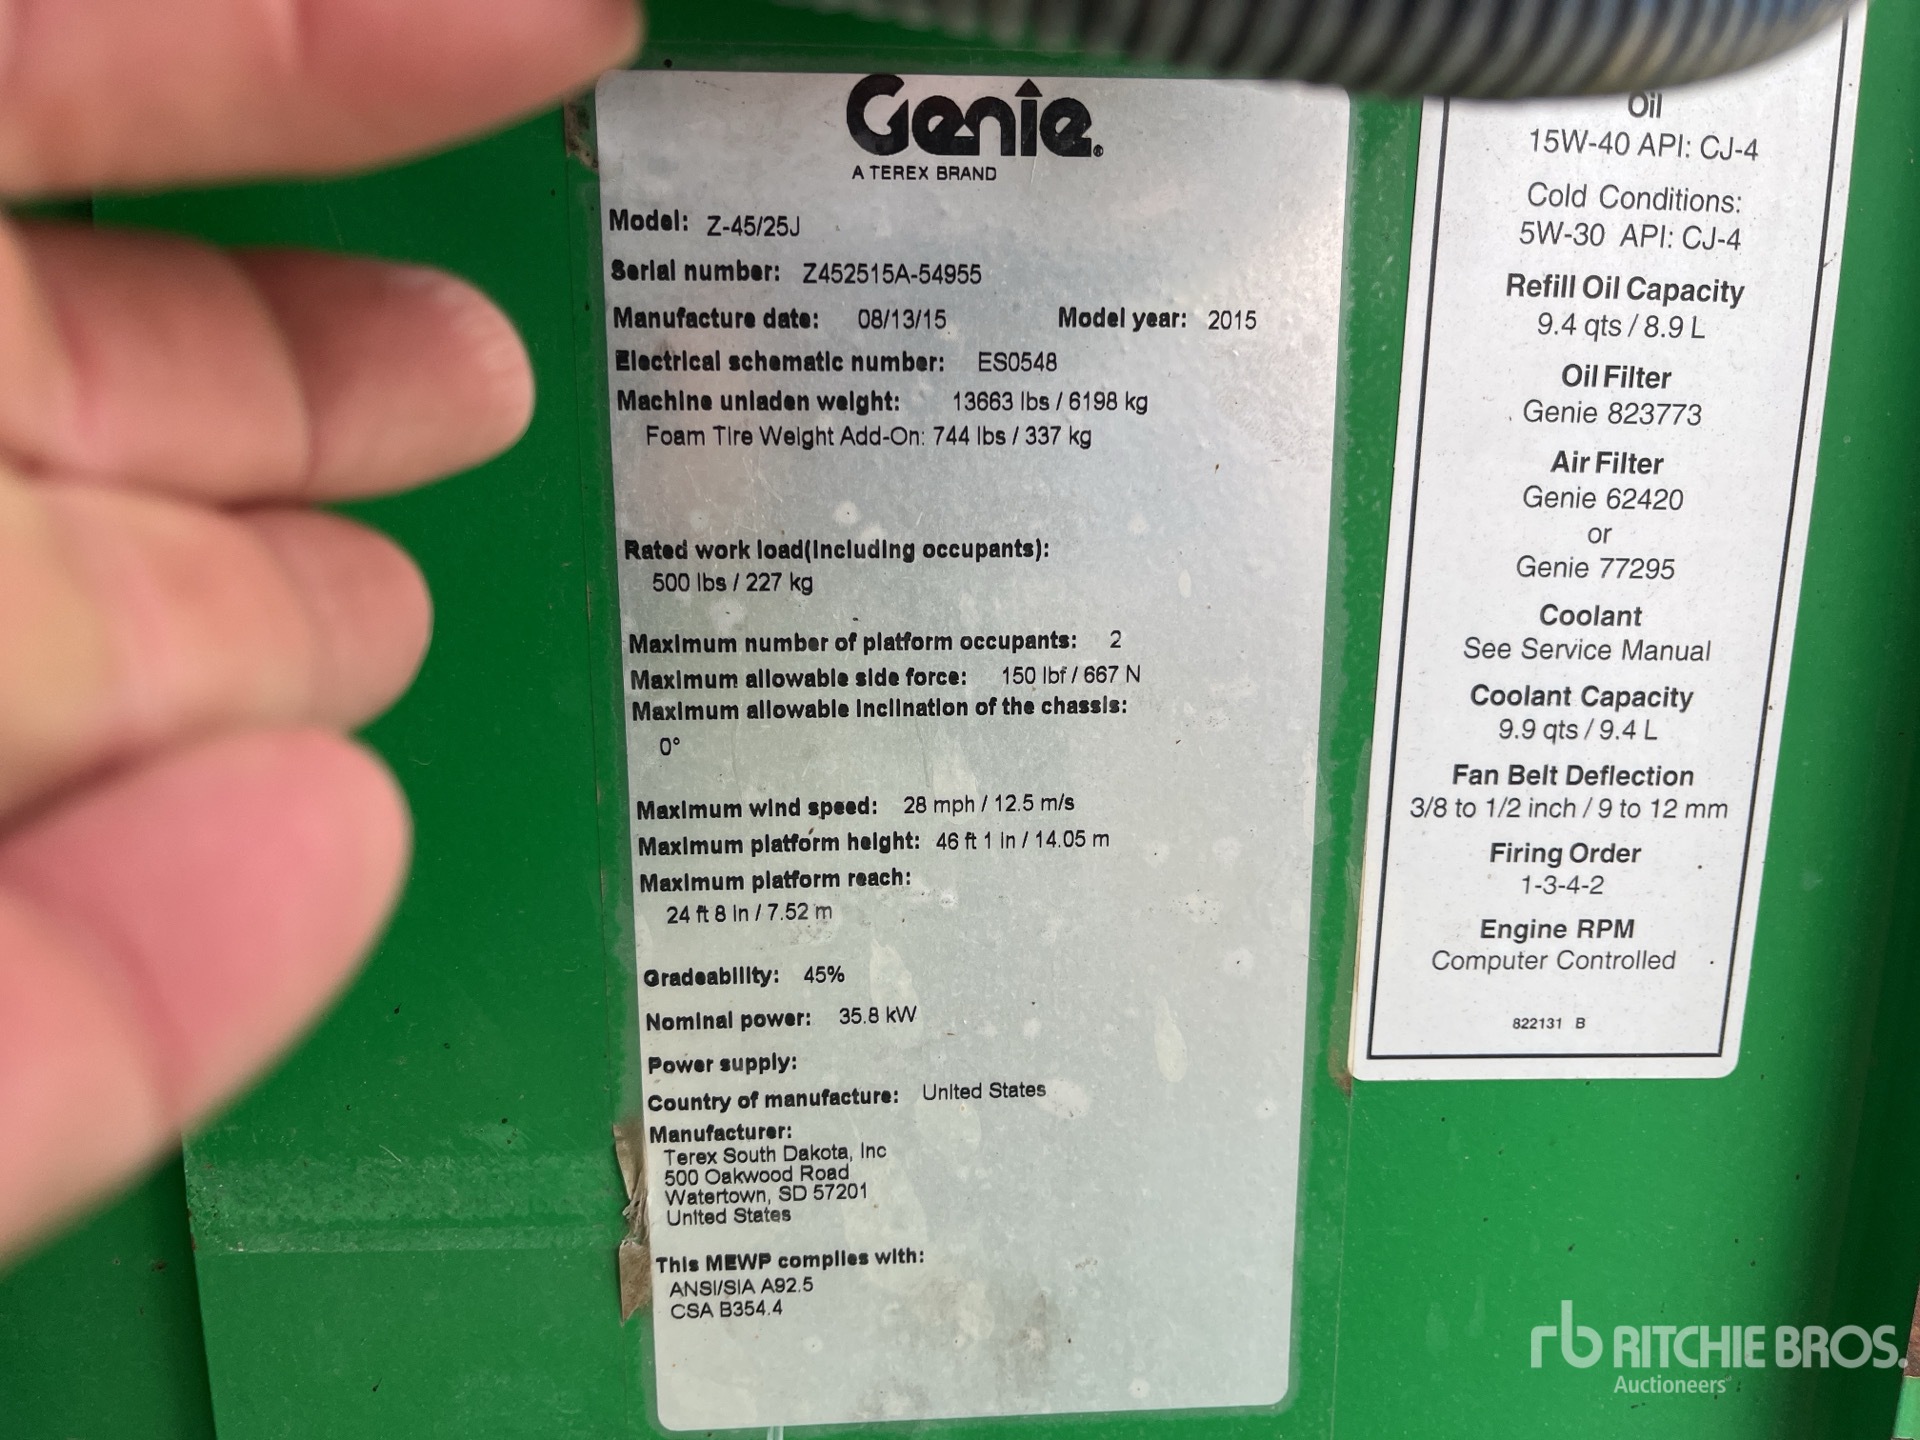 Genie®
A TEREX BRAND
Model: Z-45/25J
Serial number: Z452515A-54955
Manufacture date: 08/13/15 Model year: 2015
Electrical schematic number: ES0548
Machine unladen weight: 13663 lbs / 6198 kg
Foam Tire Weight Add-On: 744 lbs / 337 kg
Rated work load(including occupants):
500 lbs / 227 kg
Maximum number of platform occupants: 2
Maximum allowable side force: 150 lbf / 667 N
Maximum allowable inclination of the chassis:
0°
Maximum wind speed: 28 mph / 12.5 m/s
Maximum platform height: 46 ft 1 in / 14.05 m
Maximum platform reach:
24 ft 8 in / 7.52 m
Gradeability: 45%
Nominal power: 35.8 kW
Power supply:
Country of manufacture: United States
Manufacturer:
Terex South Dakota, Inc
500 Oakwood Road
Watertown, SD 57201
United States
This MEWP complies with:
ANSI/SIA A92.5
CSA B354.4
Oil
15W-40 API: CJ-4
Cold Conditions:
5W-30 API: CJ-4
Refill Oil Capacity
9.4 qts / 8.9 L
Oil Filter
Genie 823773
Air Filter
Genie 62420
or
Genie 77295
Coolant
See Service Manual
Coolant Capacity
9.9 qts / 9.4 L
Fan Belt Deflection
3/8 to 1/2 inch / 9 to 12 mm
Firing Order
1-3-4-2
Engine RPM
Computer Controlled
822131 B
rb RITCHIE BROS.
Auctioneers